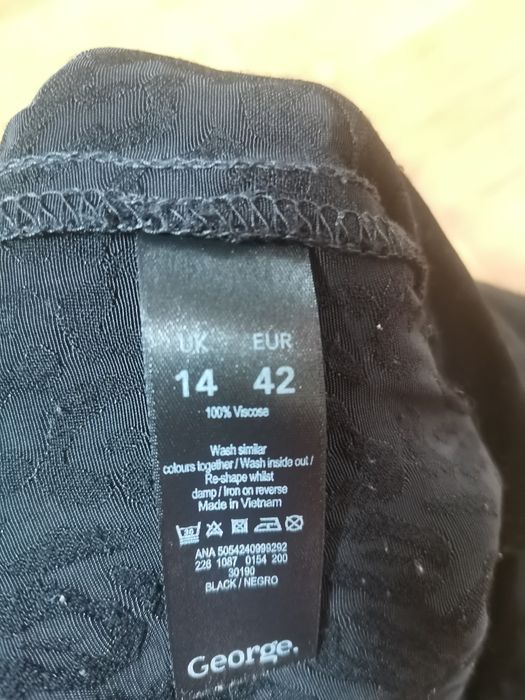 UK EUR
14 42
100% Viscose
Wash similar
colours together / Wash inside out /
Re-shape whilst
damp / Iron on reverse
Made in Vietnam
30
ANA 5054240999292
226 1087 0154 200
30190
BLACK / NEGRO
George.